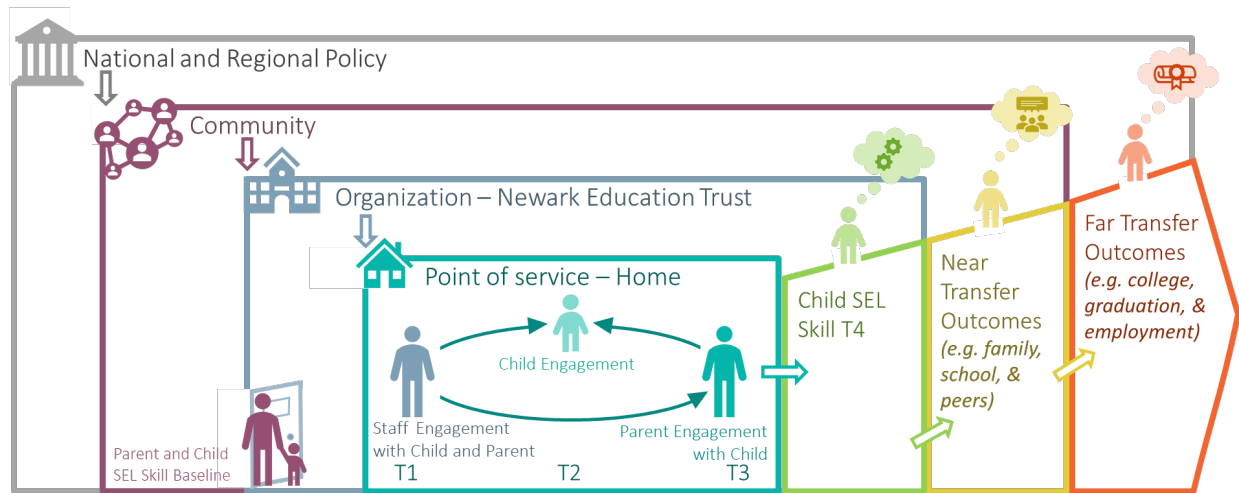 National and Regional Policy
Community
Organization – Newark Education Trust
Point of service – Home
Child Engagement
Staff Engagement
with Child and Parent
Parent Engagement
with Child
T1
T2
T3
Parent and Child
SEL Skill Baseline
Child SEL
Skill T4
Near
Transfer
Outcomes
(e.g. family,
school, &
peers)
Far Transfer
Outcomes
(e.g. college,
graduation, &
employment)